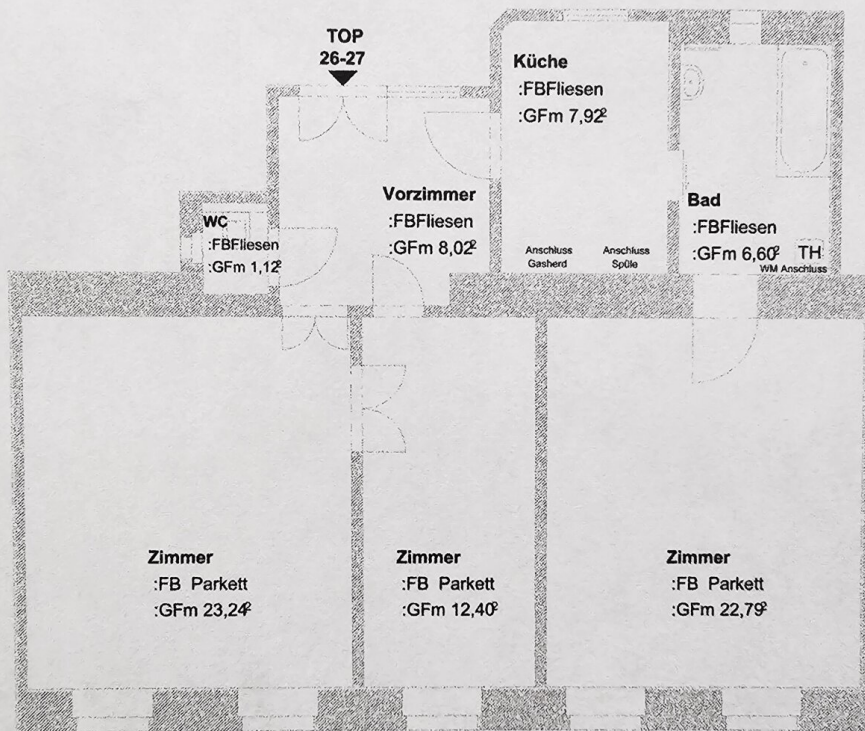 TOP
26-27
Küche
:FBFliesen
:GFm 7,92²
Vorzimmer
:FBFliesen
:GFm 8,02²
WC
:FBFliesen
:GFm 1,12²
Bad
:FBFliesen
:GFm 6,60²
TH
WM Anschluss
Anschluss
Gasherd
Anschluss
Spüle
Zimmer
:FB Parkett
:GFm 23,24²
Zimmer
:FB Parkett
:GFm 12,40²
Zimmer
:FB Parkett
:GFm 22,79²